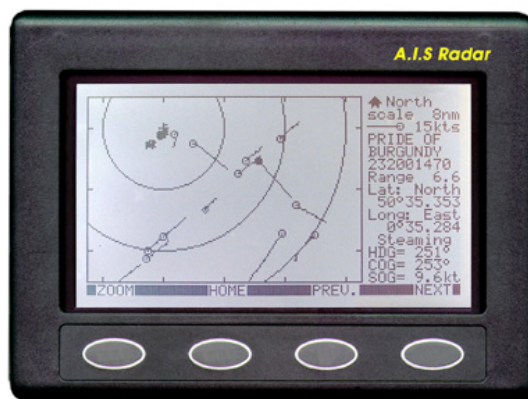 A.I.S Radar
North
scale 8nm
15kts
PRIDE OF
BURGUNDY
232001470
Range 6.6
Lat: North
50°35.353
Long: East
0°35.284
Steaming
HDG= 251°
COG= 253°
SOG= 9.6kt
ZOOM HOME PREV. NEXT